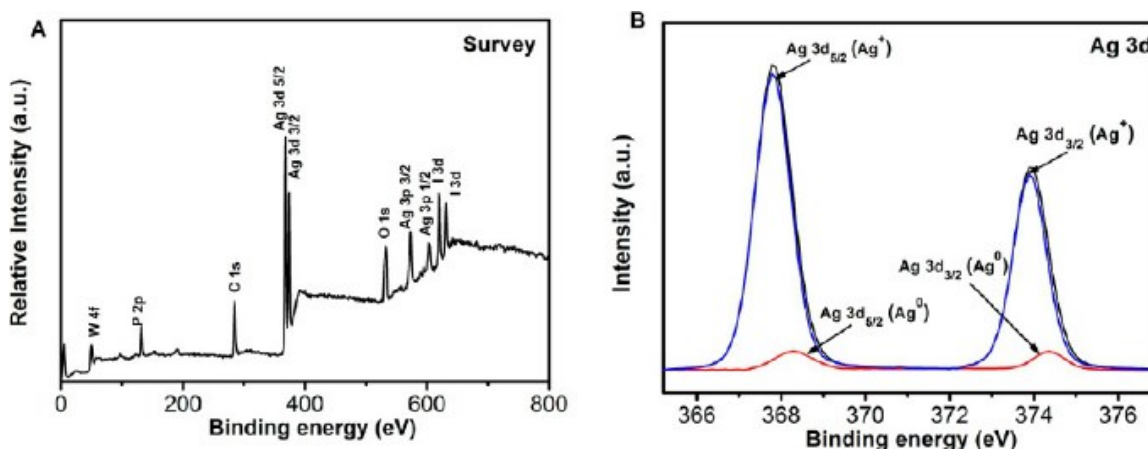 A
Survey
Relative Intensity (a.u.)
W 4f
P 2p
C 1s
Ag 3d 5/2
Ag 3d 3/2
O 1s
Ag 3p 3/2
Ag 3p 1/2
I 3d
I 3d
0 200 400 600 800
Binding energy (eV)
B
Ag 3d
Intensity (a.u.)
Ag 3d5/2 (Ag+)
Ag 3d3/2 (Ag+)
Ag 3d3/2 (Ag0)
Ag 3d5/2 (Ag0)
366 368 370 372 374 376
Binding energy (eV)